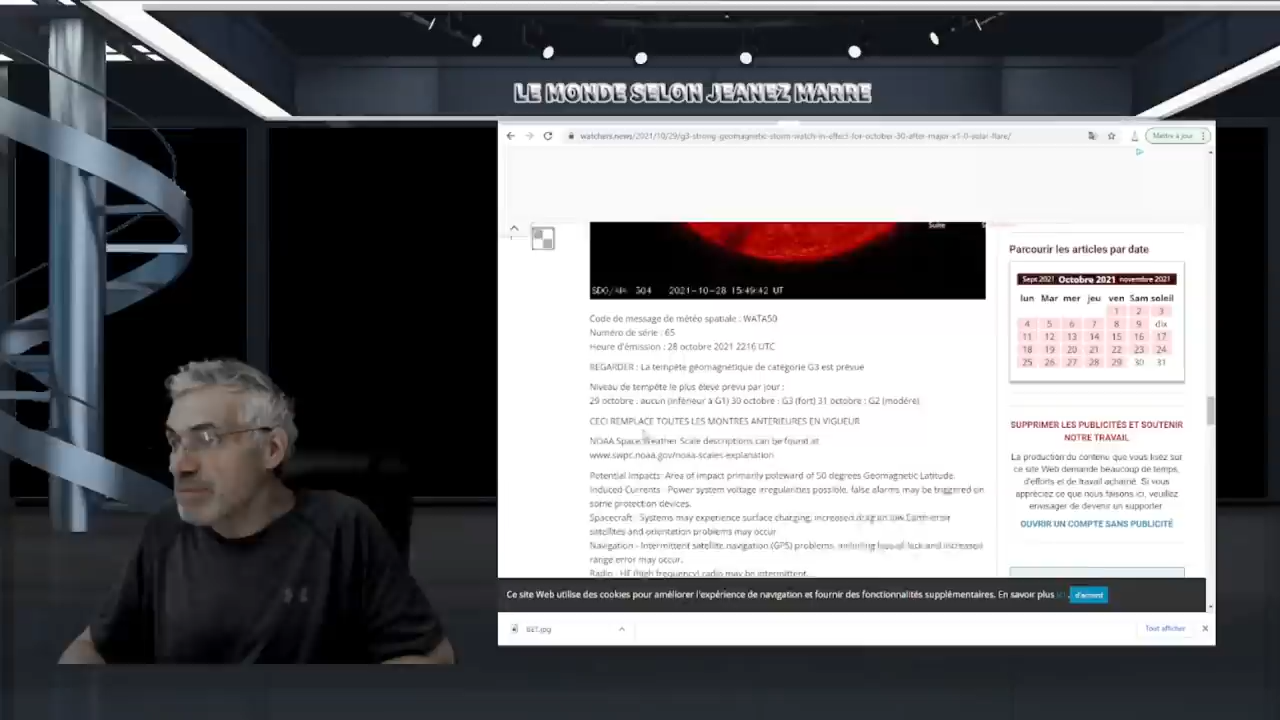 LE MONDE SELON JEANEZ MARRE
watchers.news/2021/10/29/g3-strong-geomagnetic-storm-watch-in-effect-for-october-30-after-major-x1-0-solar-flare/
Mettre à jour
Suite
SDO/AIA 304 2021-10-28 15:49:42 UT
Code de message de météo spatiale : WATA50
Numéro de série : 65
Heure d'émission : 28 octobre 2021 2216 UTC
REGARDER : La tempête géomagnétique de catégorie G3 est prévue
Niveau de tempête le plus élevé prévu par jour :
29 octobre : aucun (inférieur à G1) 30 octobre : G3 (fort) 31 octobre : G2 (modéré)
CECI REMPLACE TOUTES LES MONTRES ANTÉRIEURES EN VIGUEUR
NOAA Space Weather Scale descriptions can be found at
www.swpc.noaa.gov/noaa-scales-explanation
Potential Impacts: Area of impact primarily poleward of 50 degrees Geomagnetic Latitude.
Induced Currents - Power system voltage irregularities possible, false alarms may be triggered on
some protection devices.
Spacecraft - Systems may experience surface charging; increased drag on low Earth-orbit
satellites and orientation problems may occur.
Navigation - Intermittent satellite navigation (GPS) problems, including loss-of-lock and increased
range error may occur.
Radio - HF (high frequency) radio may be intermittent.
Parcourir les articles par date
Sept 2021 Octobre 2021 novembre 2021
lun Mar mer jeu ven Sam soleil
1 2 3
4 5 6 7 8 9 dix
11 12 13 14 15 16 17
18 19 20 21 22 23 24
25 26 27 28 29 30 31
SUPPRIMER LES PUBLICITÉS ET SOUTENIR
NOTRE TRAVAIL
La production du contenu que vous lisez sur
ce site Web demande beaucoup de temps,
d'efforts et de travail acharné. Si vous
appréciez ce que nous faisons ici, veuillez
envisager de devenir un supporter
OUVRIR UN COMPTE SANS PUBLICITÉ
Ce site Web utilise des cookies pour améliorer l'expérience de navigation et fournir des fonctionnalités supplémentaires. En savoir plus ici . d'accord
BET.jpg
Tout afficher